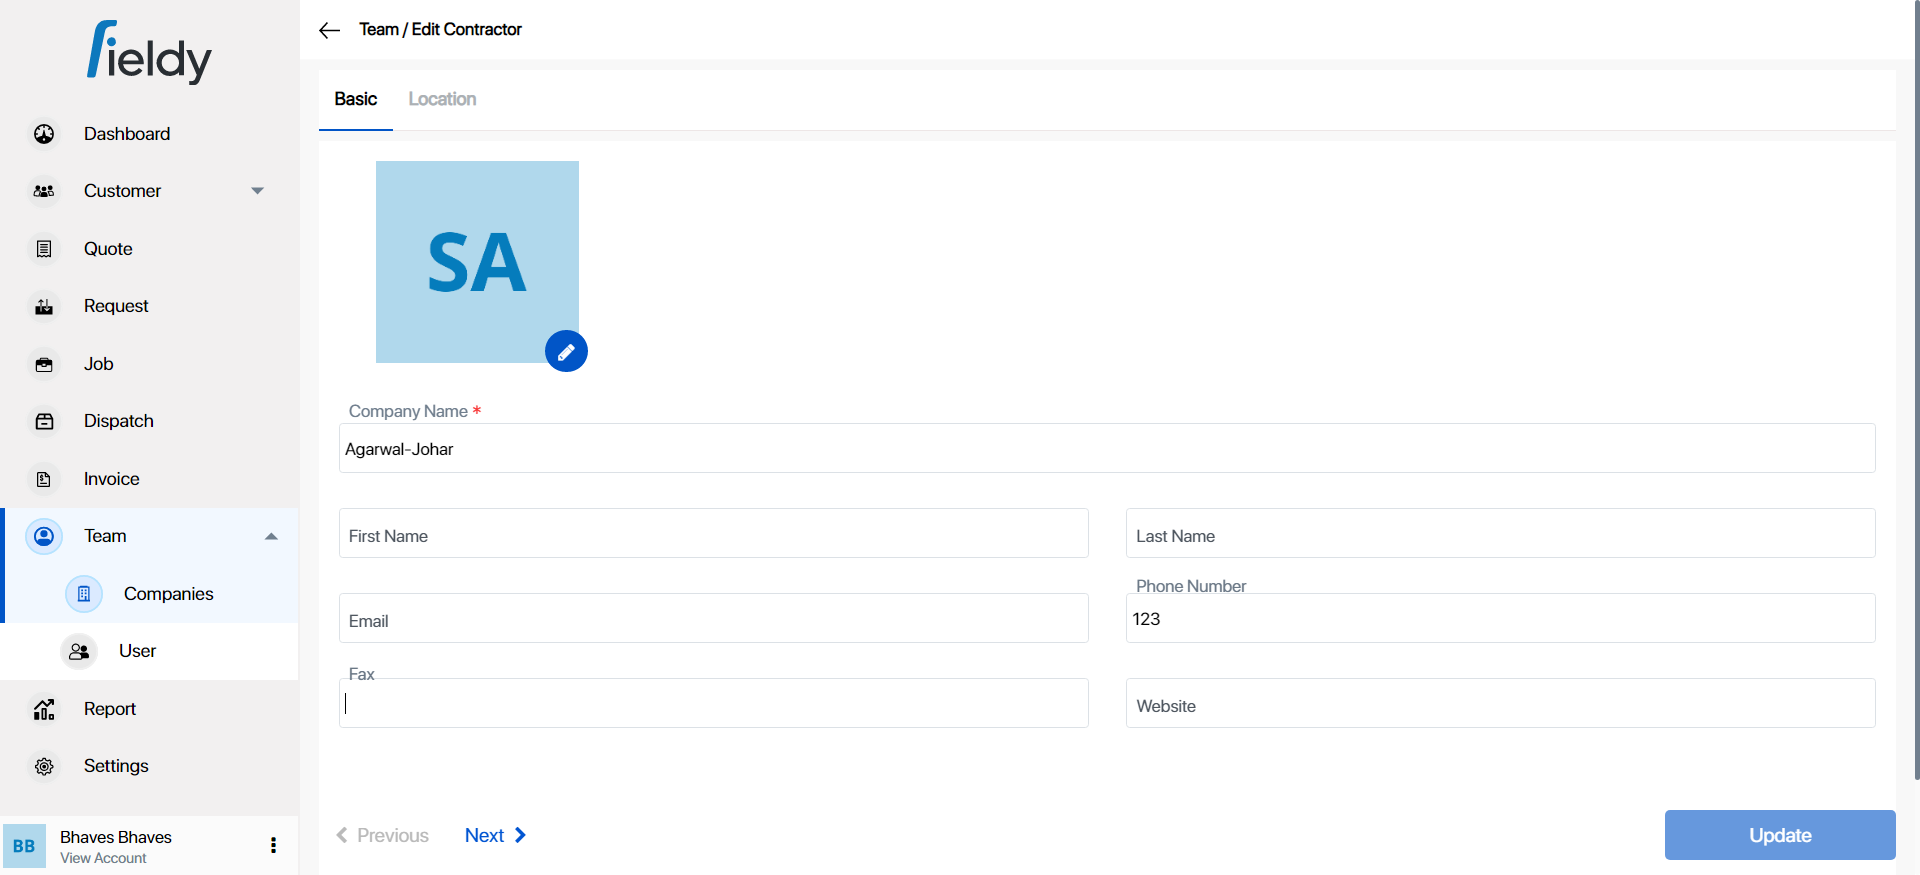 fieldy
Dashboard
Customer
Quote
Request
Job
Dispatch
Invoice
Team
Companies
User
Report
Settings
BB
Bhaves Bhaves
View Account
Team / Edit Contractor
Basic
Location
SA
Company Name *
Agarwal-Johar
First Name
Last Name
Email
Phone Number
123
Fax
Website
Previous
Next
Update